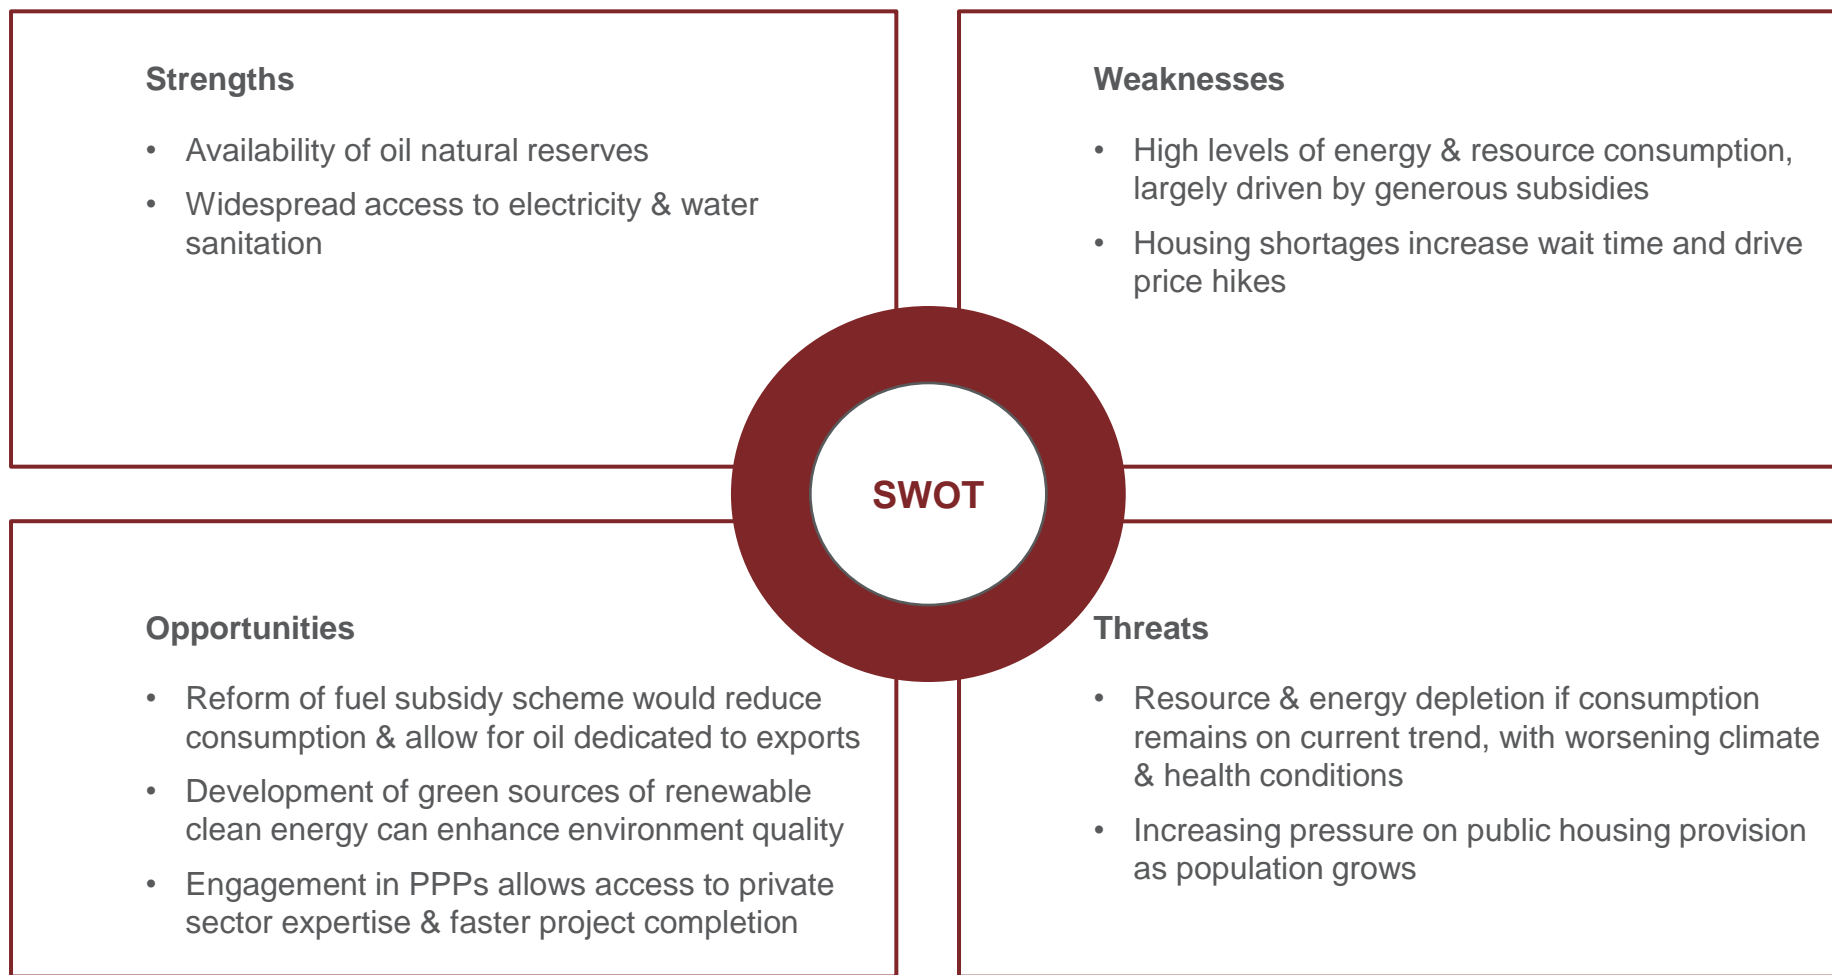 Strengths
• Availability of oil natural reserves
• Widespread access to electricity & water
sanitation
Weaknesses
• High levels of energy & resource consumption,
largely driven by generous subsidies
• Housing shortages increase wait time and drive
price hikes
SWOT
Opportunities
• Reform of fuel subsidy scheme would reduce
consumption & allow for oil dedicated to exports
• Development of green sources of renewable
clean energy can enhance environment quality
• Engagement in PPPs allows access to private
sector expertise & faster project completion
Threats
• Resource & energy depletion if consumption
remains on current trend, with worsening climate
& health conditions
• Increasing pressure on public housing provision
as population grows